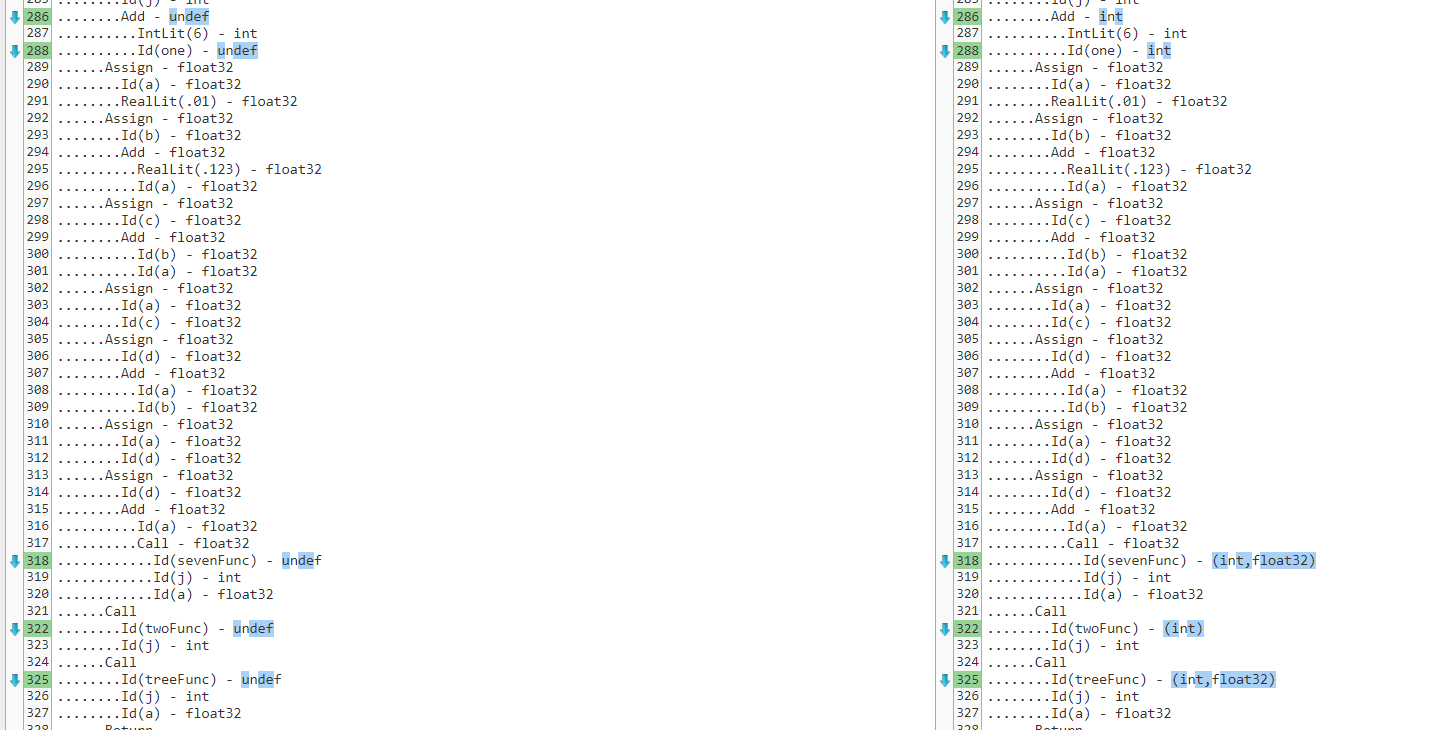 285 ........Id(j) - int
286 ........Add - undef
287 ..........IntLit(6) - int
288 ..........Id(one) - undef
289 ......Assign - float32
290 ........Id(a) - float32
291 ........RealLit(.01) - float32
292 ......Assign - float32
293 ........Id(b) - float32
294 ........Add - float32
295 ..........RealLit(.123) - float32
296 ..........Id(a) - float32
297 ......Assign - float32
298 ........Id(c) - float32
299 ........Add - float32
300 ..........Id(b) - float32
301 ..........Id(a) - float32
302 ......Assign - float32
303 ........Id(a) - float32
304 ........Id(c) - float32
305 ......Assign - float32
306 ........Id(d) - float32
307 ........Add - float32
308 ..........Id(a) - float32
309 ..........Id(b) - float32
310 ......Assign - float32
311 ........Id(a) - float32
312 ........Id(d) - float32
313 ......Assign - float32
314 ........Id(d) - float32
315 ........Add - float32
316 ..........Id(a) - float32
317 ..........Call - float32
318 ............Id(sevenFunc) - undef
319 ............Id(j) - int
320 ............Id(a) - float32
321 ......Call
322 ........Id(twoFunc) - undef
323 ........Id(j) - int
324 ......Call
325 ........Id(treeFunc) - undef
326 ........Id(j) - int
327 ........Id(a) - float32
328 ......Return
285 ........Id(j) - int
286 ........Add - int
287 ..........IntLit(6) - int
288 ..........Id(one) - int
289 ......Assign - float32
290 ........Id(a) - float32
291 ........RealLit(.01) - float32
292 ......Assign - float32
293 ........Id(b) - float32
294 ........Add - float32
295 ..........RealLit(.123) - float32
296 ..........Id(a) - float32
297 ......Assign - float32
298 ........Id(c) - float32
299 ........Add - float32
300 ..........Id(b) - float32
301 ..........Id(a) - float32
302 ......Assign - float32
303 ........Id(a) - float32
304 ........Id(c) - float32
305 ......Assign - float32
306 ........Id(d) - float32
307 ........Add - float32
308 ..........Id(a) - float32
309 ..........Id(b) - float32
310 ......Assign - float32
311 ........Id(a) - float32
312 ........Id(d) - float32
313 ......Assign - float32
314 ........Id(d) - float32
315 ........Add - float32
316 ..........Id(a) - float32
317 ..........Call - float32
318 ............Id(sevenFunc) - (int,float32)
319 ............Id(j) - int
320 ............Id(a) - float32
321 ......Call
322 ........Id(twoFunc) - (int)
323 ........Id(j) - int
324 ......Call
325 ........Id(treeFunc) - (int,float32)
326 ........Id(j) - int
327 ........Id(a) - float32
328 ......Return